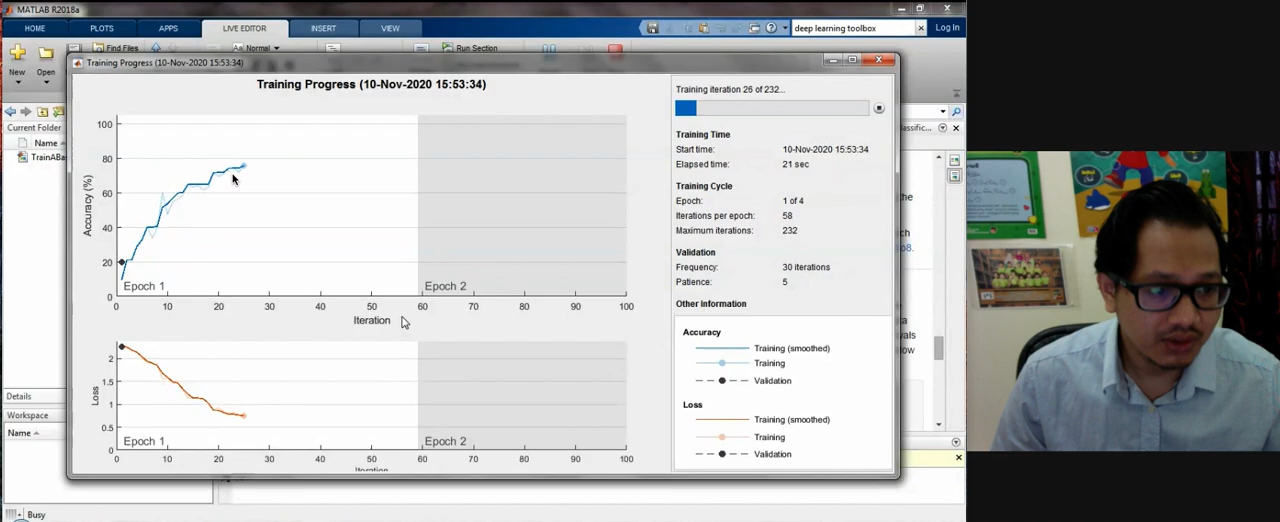 MATLAB R2018a
HOME PLOTS APPS LIVE EDITOR INSERT VIEW
deep learning toolbox
Log In
New Open Find Files Normal Run Section
Training Progress (10-Nov-2020 15:53:34)
Current Folder
Name
TrainABas
Details
Workspace
Name
Busy
Training Progress (10-Nov-2020 15:53:34)
Accuracy (%)
100
80
60
40
20
0
Epoch 1 Epoch 2
0 10 20 30 40 50 60 70 80 90 100
Iteration
Loss
2
1.5
1
0.5
0
Epoch 1 Epoch 2
0 10 20 30 40 50 60 70 80 90 100
Iteration
Training iteration 26 of 232...
Training Time
Start time: 10-Nov-2020 15:53:34
Elapsed time: 21 sec
Training Cycle
Epoch: 1 of 4
Iterations per epoch: 58
Maximum iterations: 232
Validation
Frequency: 30 iterations
Patience: 5
Other Information
Accuracy
Training (smoothed)
Training
Validation
Loss
Training (smoothed)
Training
Validation